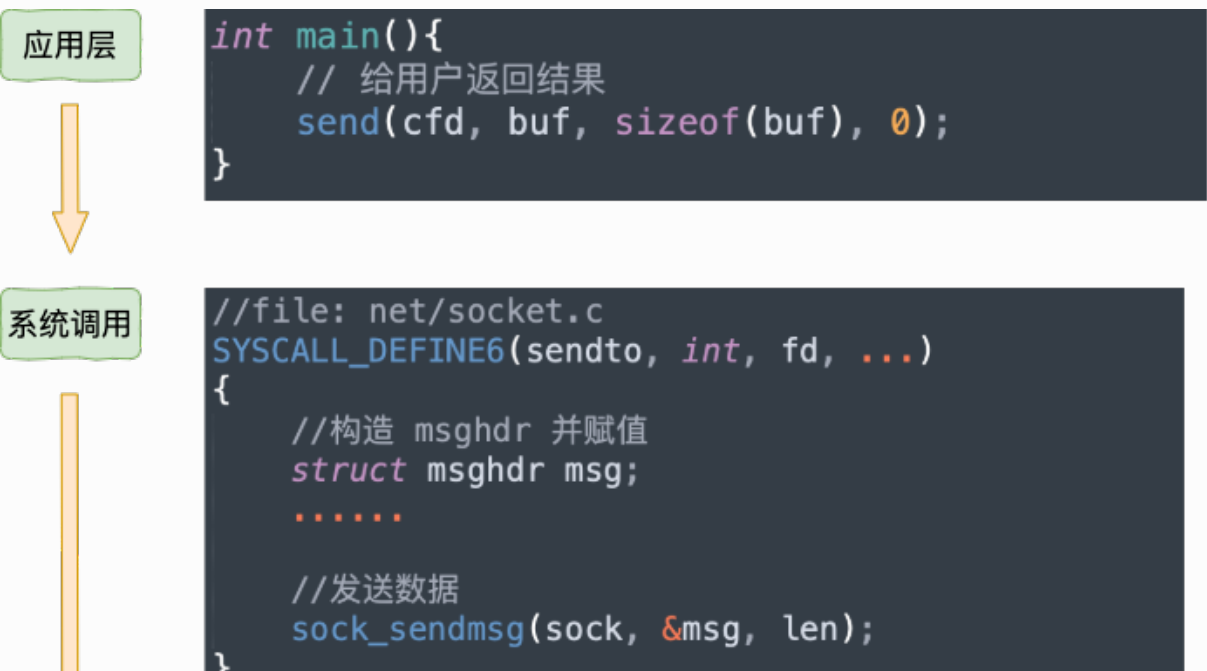 应用层
int main(){
    // 给用户返回结果
    send(cfd, buf, sizeof(buf), 0);
}
系统调用
//file: net/socket.c
SYSCALL_DEFINE6(sendto, int, fd, ...)
{
    //构造 msghdr 并赋值
    struct msghdr msg;
    ......
    //发送数据
    sock_sendmsg(sock, &msg, len);
}